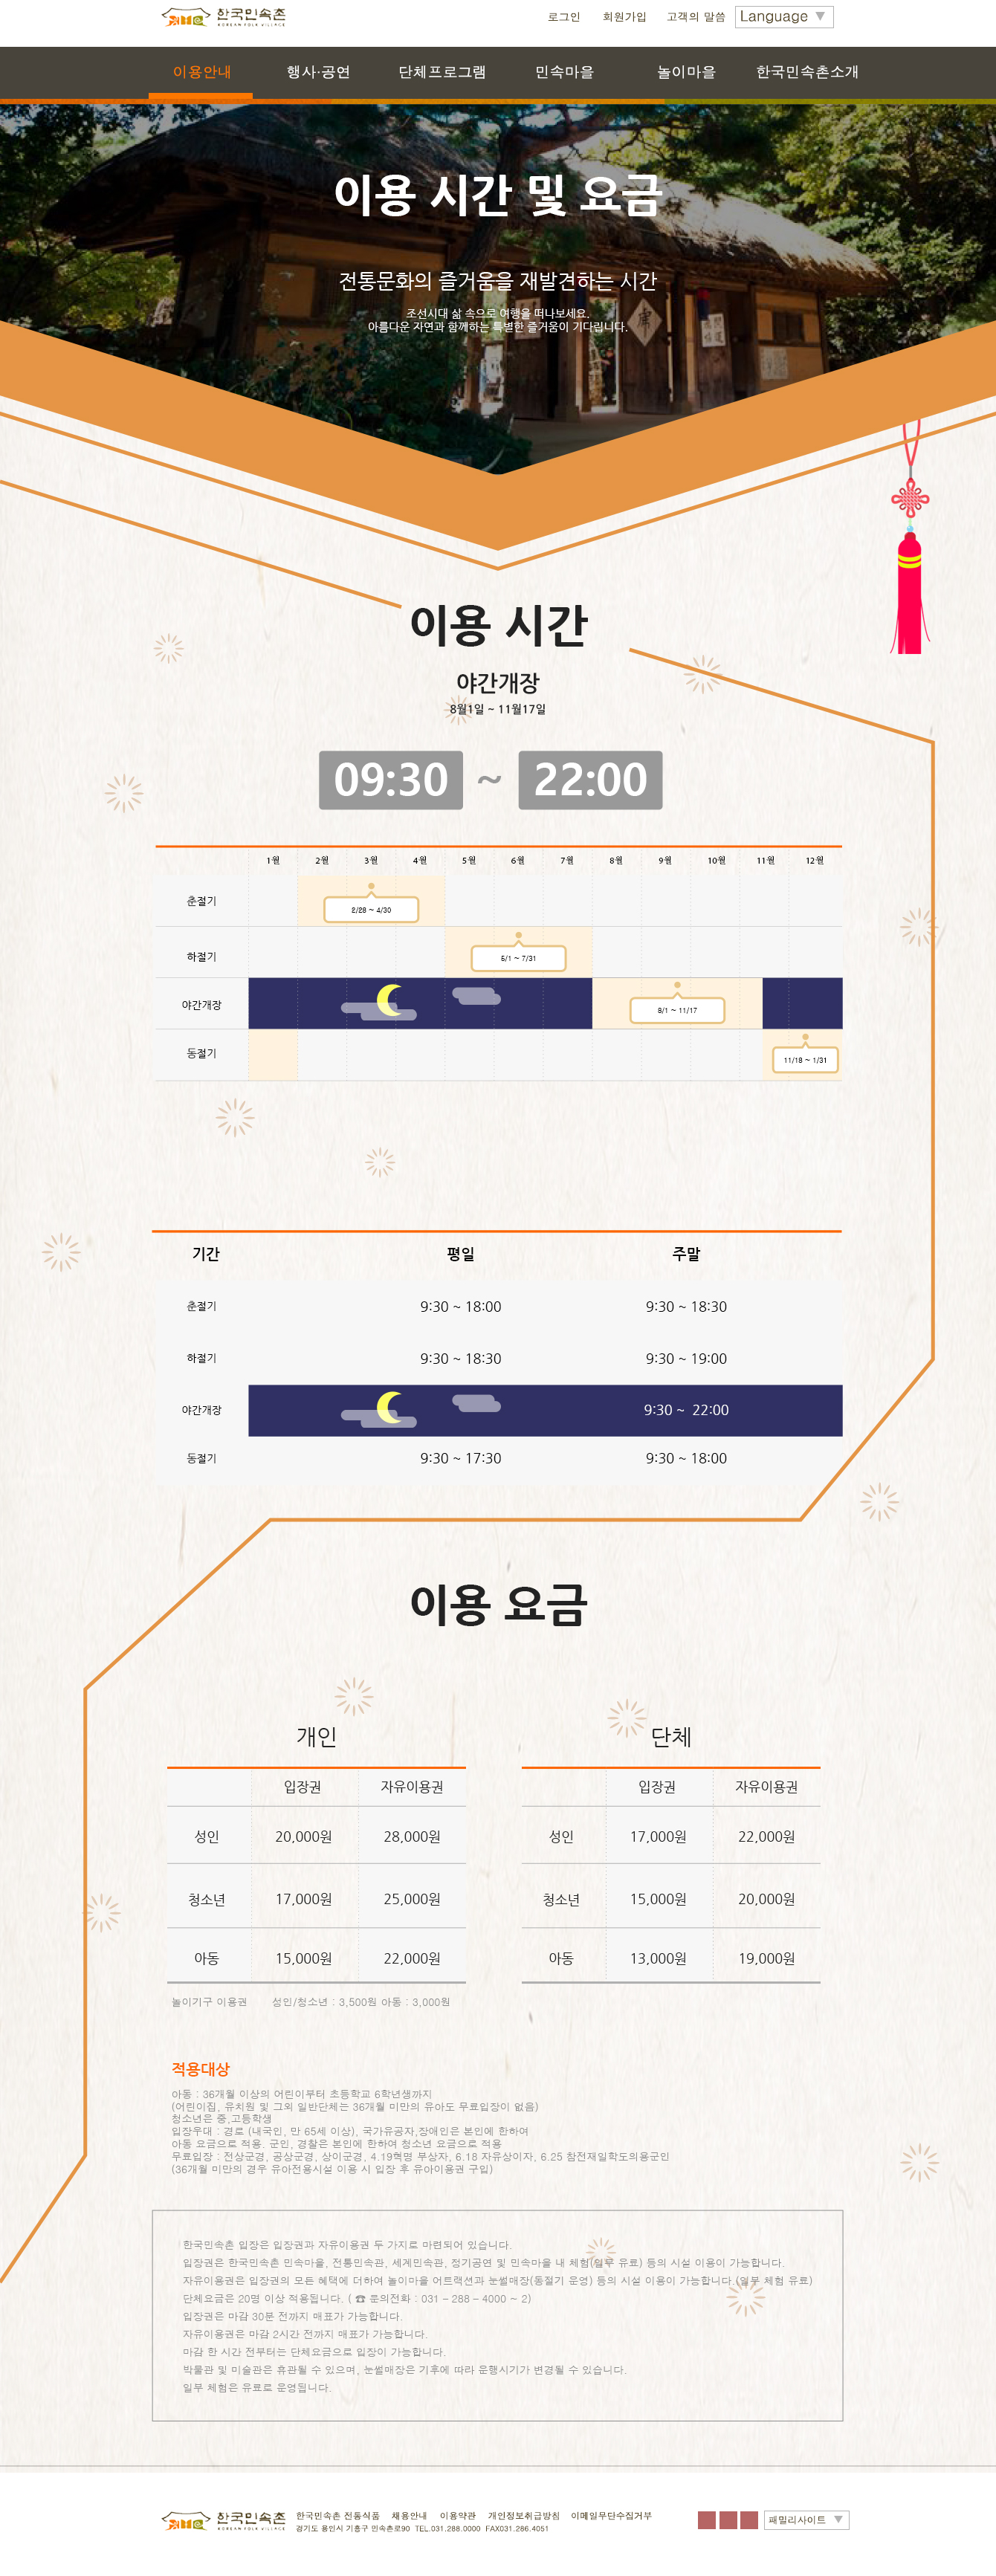 한국민속촌
KOREAN FOLK VILLAGE
로그인 회원가입 고객의 말씀 Language ▼
이용안내 행사·공연 단체프로그램 민속마을 놀이마을 한국민속촌소개
이용 시간 및 요금
전통문화의 즐거움을 재발견하는 시간
조선시대 삶 속으로 여행을 떠나보세요.
아름다운 자연과 함께하는 특별한 즐거움이 기다립니다.
이용 시간
야간개장
8월1일 ~ 11월17일
09:30 ~ 22:00
1월 2월 3월 4월 5월 6월 7월 8월 9월 10월 11월 12월
춘절기 2/28 ~ 4/30
하절기 5/1 ~ 7/31
야간개장 8/1 ~ 11/17
동절기 11/18 ~ 1/31
기간 평일 주말
춘절기 9:30 ~ 18:00 9:30 ~ 18:30
하절기 9:30 ~ 18:30 9:30 ~ 19:00
야간개장 9:30 ~ 22:00
동절기 9:30 ~ 17:30 9:30 ~ 18:00
이용 요금
개인
입장권 자유이용권
성인 20,000원 28,000원
청소년 17,000원 25,000원
아동 15,000원 22,000원
놀이기구 이용권 성인/청소년 : 3,500원 아동 : 3,000원
단체
입장권 자유이용권
성인 17,000원 22,000원
청소년 15,000원 20,000원
아동 13,000원 19,000원
적용대상
아동 : 36개월 이상의 어린이부터 초등학교 6학년생까지
(어린이집, 유치원 및 그외 일반단체는 36개월 미만의 유아도 무료입장이 없음)
청소년은 중,고등학생
입장우대 : 경로 (내국인, 만 65세 이상), 국가유공자,장애인은 본인에 한하여
아동 요금으로 적용. 군인, 경찰은 본인에 한하여 청소년 요금으로 적용
무료입장 : 전상군경, 공상군경, 상이군경, 4.19혁명 부상자, 6.18 자유상이자, 6.25 참전재일학도의용군인
(36개월 미만의 경우 유아전용시설 이용 시 입장 후 유아이용권 구입)
한국민속촌 입장은 입장권과 자유이용권 두 가지로 마련되어 있습니다.
입장권은 한국민속촌 민속마을, 전통민속관, 세계민속관, 정기공연 및 민속마을 내 체험(일부 유료) 등의 시설 이용이 가능합니다.
자유이용권은 입장권의 모든 혜택에 더하여 놀이마을 어트랙션과 눈썰매장(동절기 운영) 등의 시설 이용이 가능합니다.(일부 체험 유료)
단체요금은 20명 이상 적용됩니다. ( ☎ 문의전화 : 031 – 288 – 4000 ~ 2)
입장권은 마감 30분 전까지 매표가 가능합니다.
자유이용권은 마감 2시간 전까지 매표가 가능합니다.
마감 한 시간 전부터는 단체요금으로 입장이 가능합니다.
박물관 및 미술관은 휴관될 수 있으며, 눈썰매장은 기후에 따라 운행시기가 변경될 수 있습니다.
일부 체험은 유료로 운영됩니다.
한국민속촌
KOREAN FOLK VILLAGE
한국민속촌 전통식품 채용안내 이용약관 개인정보취급방침 이메일무단수집거부
경기도 용인시 기흥구 민속촌로90 TEL.031.288.0000 FAX031.286.4051
패밀리사이트 ▼